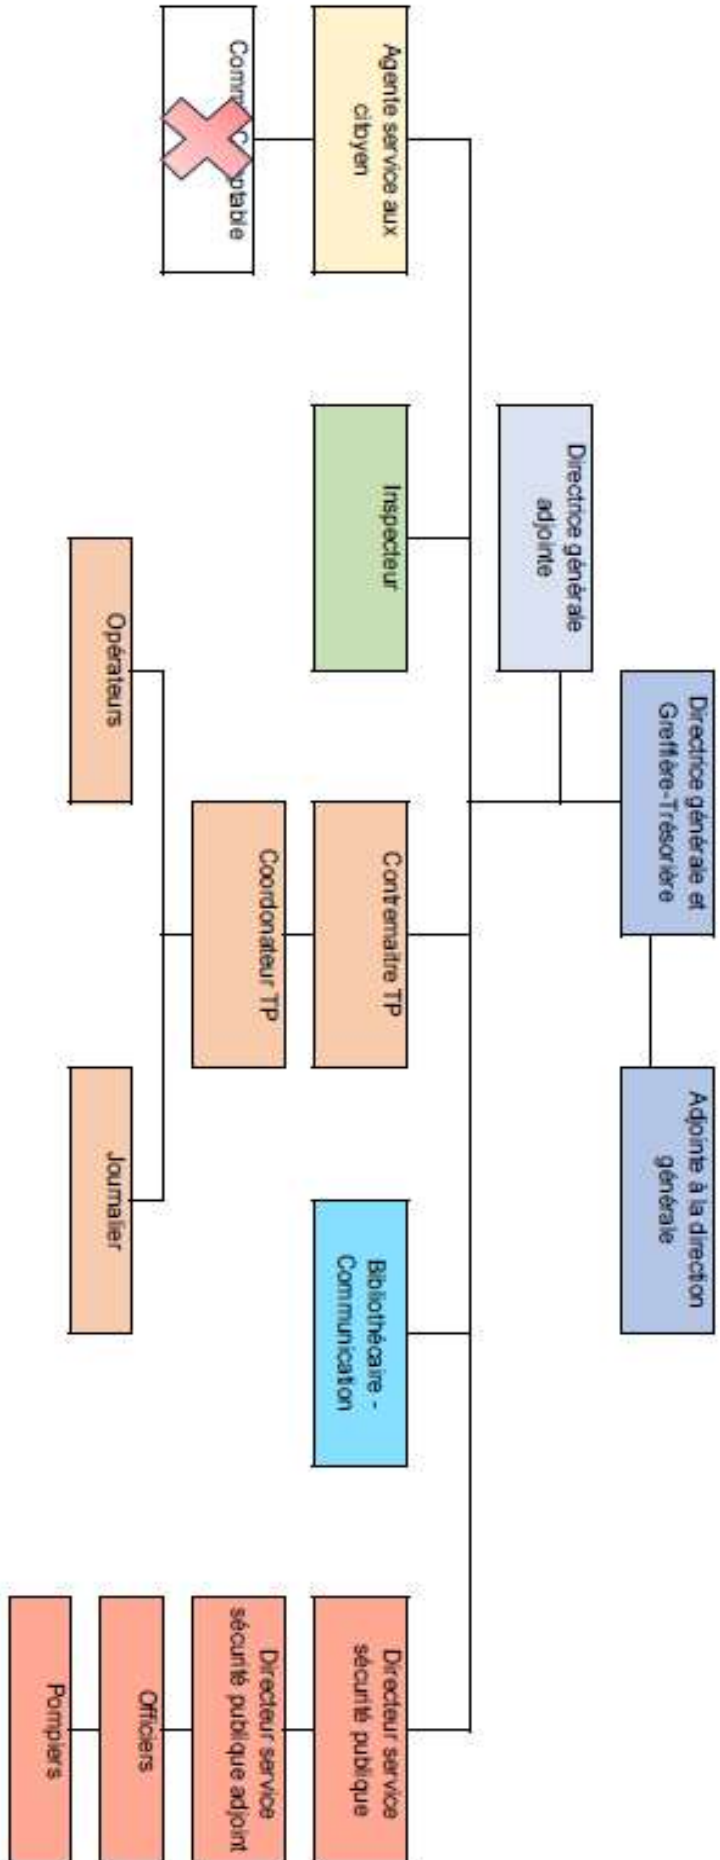 Directrice générale et
Greffière-Trésorière
Adjointe à la direction
générale
Directrice générale
adjointe
Agente service aux
citoyen
Inspecteur
Contremaître TP
Bibliothécaire -
Communication
Directeur service
sécurité publique
Coordonateur TP
Directeur service
sécurité publique adjoint
Opérateurs
Journalier
Officiers
Pompiers